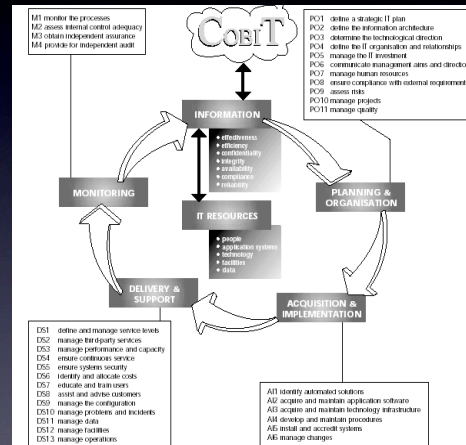 M1 monitor the processes
M2 assess internal control adequacy
M3 obtain independent assurance
M4 provide for independent audit
COBIT
PO1 define a strategic IT plan
PO2 define the information architecture
PO3 determine the technological direction
PO4 define the IT organisation and relationships
PO5 manage the IT investment
PO6 communicate management aims and direction
PO7 manage human resources
PO8 ensure compliance with external requirement
PO9 assess risks
PO10 manage projects
PO11 manage quality
INFORMATION
• effectiveness
• efficiency
• confidentiality
• integrity
• availability
• compliance
• reliability
MONITORING
PLANNING &
ORGANISATION
IT RESOURCES
• people
• application systems
• technology
• facilities
• data
DELIVERY &
SUPPORT
ACQUISITION &
IMPLEMENTATION
DS1 define and manage service levels
DS2 manage third-party services
DS3 manage performance and capacity
DS4 ensure continuous service
DS5 ensure systems security
DS6 identify and allocate costs
DS7 educate and train users
DS8 assist and advise customers
DS9 manage the configuration
DS10 manage problems and incidents
DS11 manage data
DS12 manage facilities
DS13 manage operations
AI1 identify automated solutions
AI2 acquire and maintain application software
AI3 acquire and maintain technology infrastructure
AI4 develop and maintain procedures
AI5 install and accredit systems
AI6 manage changes